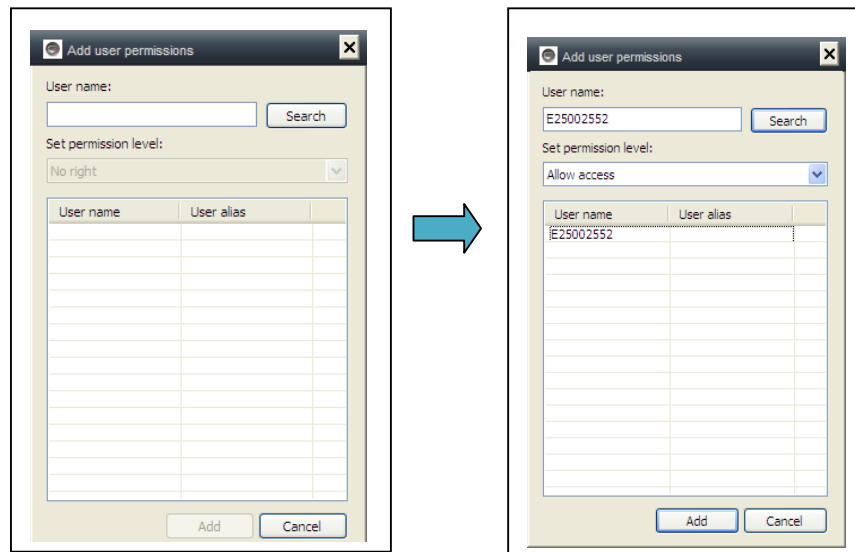 Add user permissions
User name:
Search
Set permission level:
No right
User name User alias
Add Cancel
Add user permissions
User name:
E25002552 Search
Set permission level:
Allow access
User name User alias
E25002552
Add Cancel